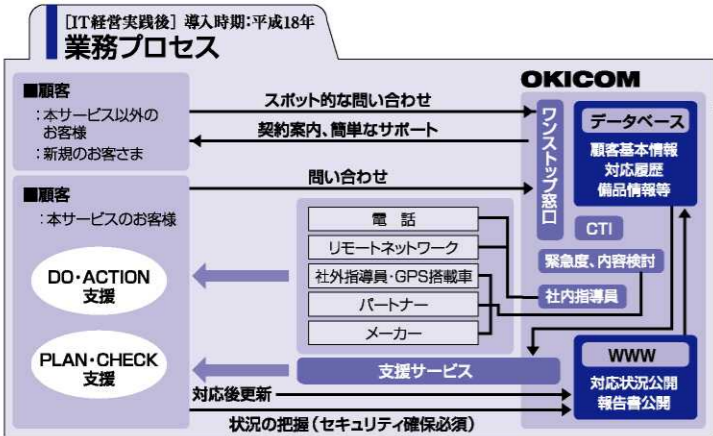 [IT経営実践後] 導入時期:平成18年
業務プロセス
■顧客
:本サービス以外の
お客様
:新規のお客さま
スポット的な問い合わせ
契約案内、簡単なサポート
OKICOM
ワンストップ窓口
データベース
顧客基本情報
対応履歴
備品情報等
■顧客
:本サービスのお客様
問い合わせ
電 話
リモートネットワーク
社外指導員・GPS搭載車
パートナー
メーカー
CTI
緊急度、内容検討
社内指導員
DO・ACTION
支援
PLAN・CHECK
支援
支援サービス
WWW
対応状況公開
報告書公開
対応後更新
状況の把握(セキュリティ確保必須)